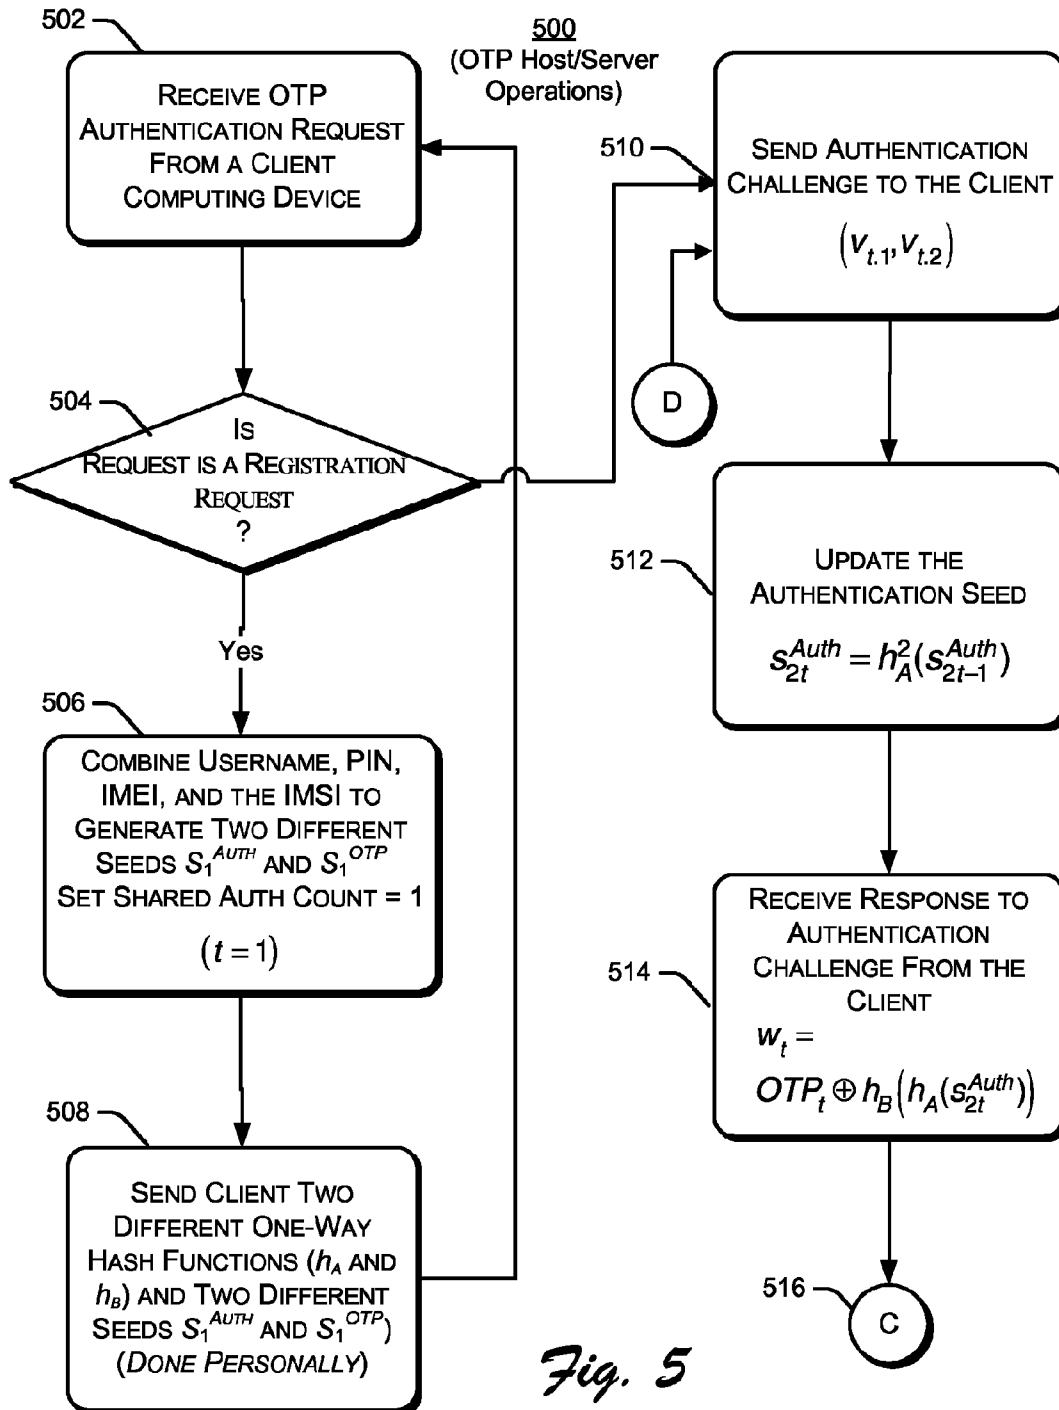 502
RECEIVE OTP
AUTHENTICATION REQUEST
FROM A CLIENT
COMPUTING DEVICE
504
IS
REQUEST IS A REGISTRATION
REQUEST
?
Yes
506
COMBINE USERNAME, PIN,
IMEI, AND THE IMSI TO
GENERATE TWO DIFFERENT
SEEDS S₁^AUTH AND S₁^OTP
SET SHARED AUTH COUNT = 1
(t = 1)
508
SEND CLIENT TWO
DIFFERENT ONE-WAY
HASH FUNCTIONS (h_A AND
h_B) AND TWO DIFFERENT
SEEDS S₁^AUTH AND S₁^OTP)
(DONE PERSONALLY)
500
(OTP Host/Server
Operations)
510
SEND AUTHENTICATION
CHALLENGE TO THE CLIENT
(v_{t.1}, v_{t.2})
D
512
UPDATE THE
AUTHENTICATION SEED
s_{2t}^{Auth} = h_A^2(s_{2t-1}^{Auth})
514
RECEIVE RESPONSE TO
AUTHENTICATION
CHALLENGE FROM THE
CLIENT
w_t =
OTP_t ⊕ h_B(h_A(s_{2t}^{Auth}))
516
C
Fig. 5